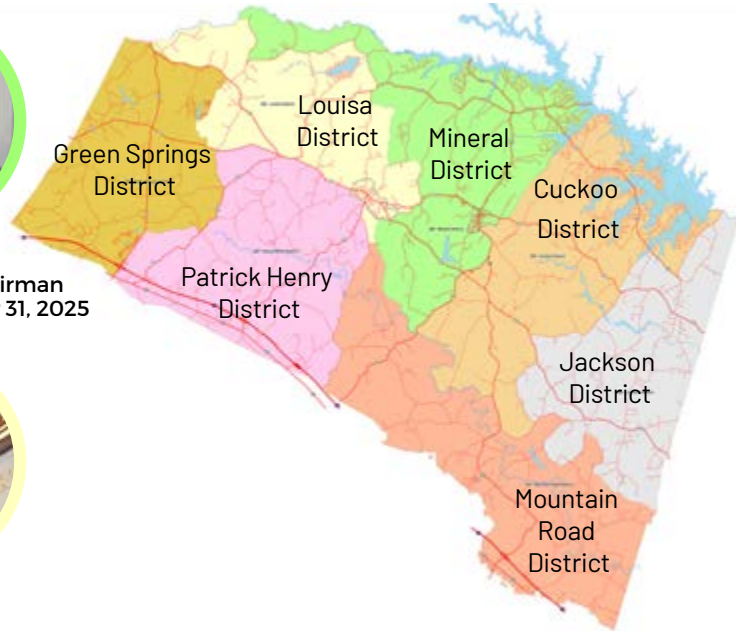 Louisa
District
Mineral
District
Green Springs
District
Cuckoo
District
Patrick Henry
District
irman
31, 2025
Jackson
District
Mountain
Road
District